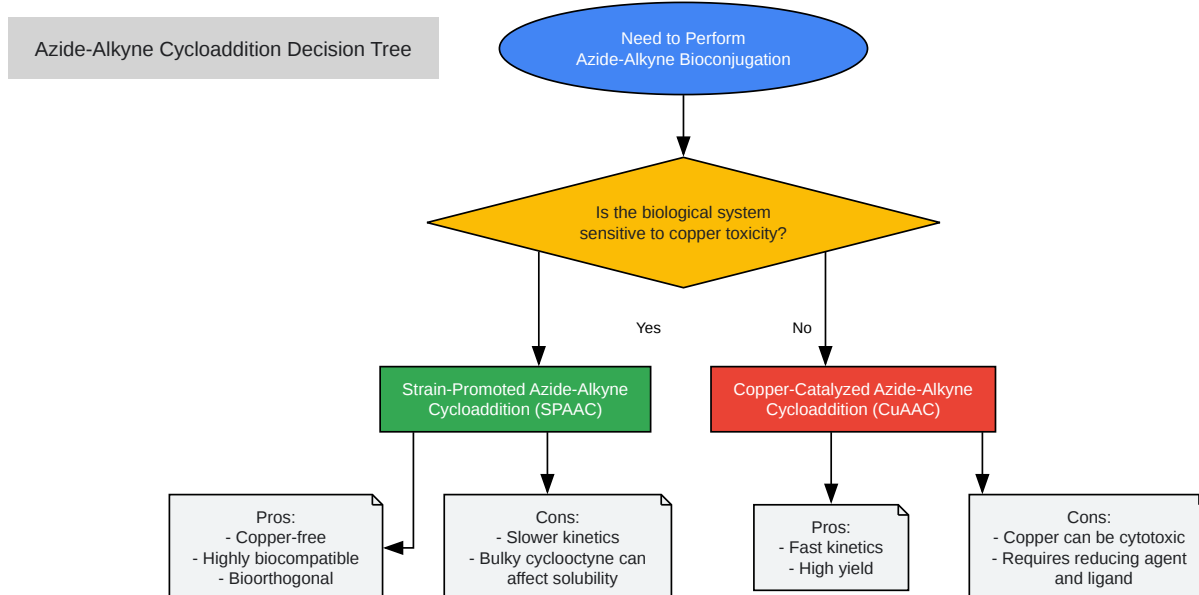 Azide-Alkyne Cycloaddition Decision Tree
Need to Perform
Azide-Alkyne Bioconjugation
Is the biological system
sensitive to copper toxicity?
Yes
No
Strain-Promoted Azide-Alkyne
Cycloaddition (SPAAC)
Copper-Catalyzed Azide-Alkyne
Cycloaddition (CuAAC)
Pros:
- Copper-free
- Highly biocompatible
- Bioorthogonal
Cons:
- Slower kinetics
- Bulky cyclooctyne can
affect solubility
Pros:
- Fast kinetics
- High yield
Cons:
- Copper can be cytotoxic
- Requires reducing agent
and ligand